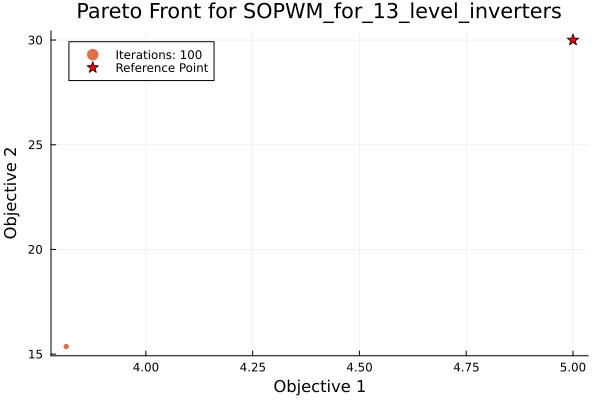 Pareto Front for SOPWM_for_13_level_inverters
Iterations: 100
Reference Point
30
25
20
15
Objective 2
4.00 4.25 4.50 4.75 5.00
Objective 1